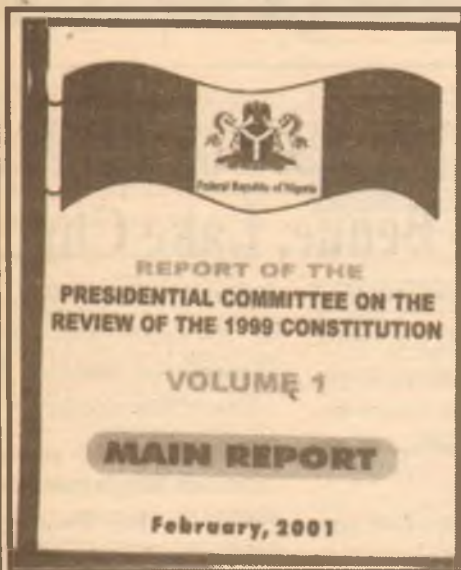 Federal Republic of Nigeria
REPORT OF THE
PRESIDENTIAL COMMITTEE ON THE
REVIEW OF THE 1999 CONSTITUTION
VOLUME 1
MAIN REPORT
February, 2001